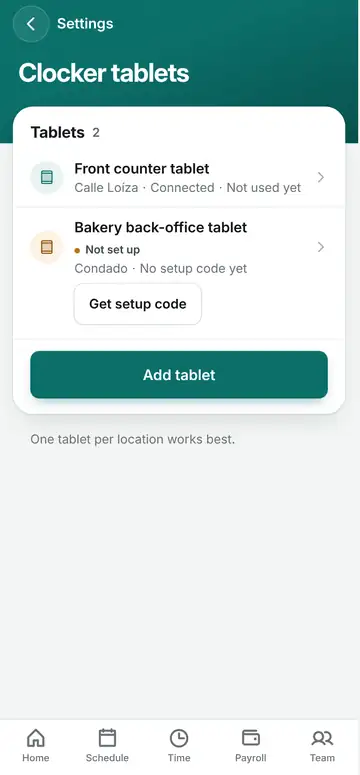 Settings
Clocker tablets
Tablets 2
Front counter tablet
Calle Loíza · Connected · Not used yet
Bakery back-office tablet
Not set up
Condado · No setup code yet
Get setup code
Add tablet
One tablet per location works best.
Home Schedule Time Payroll Team